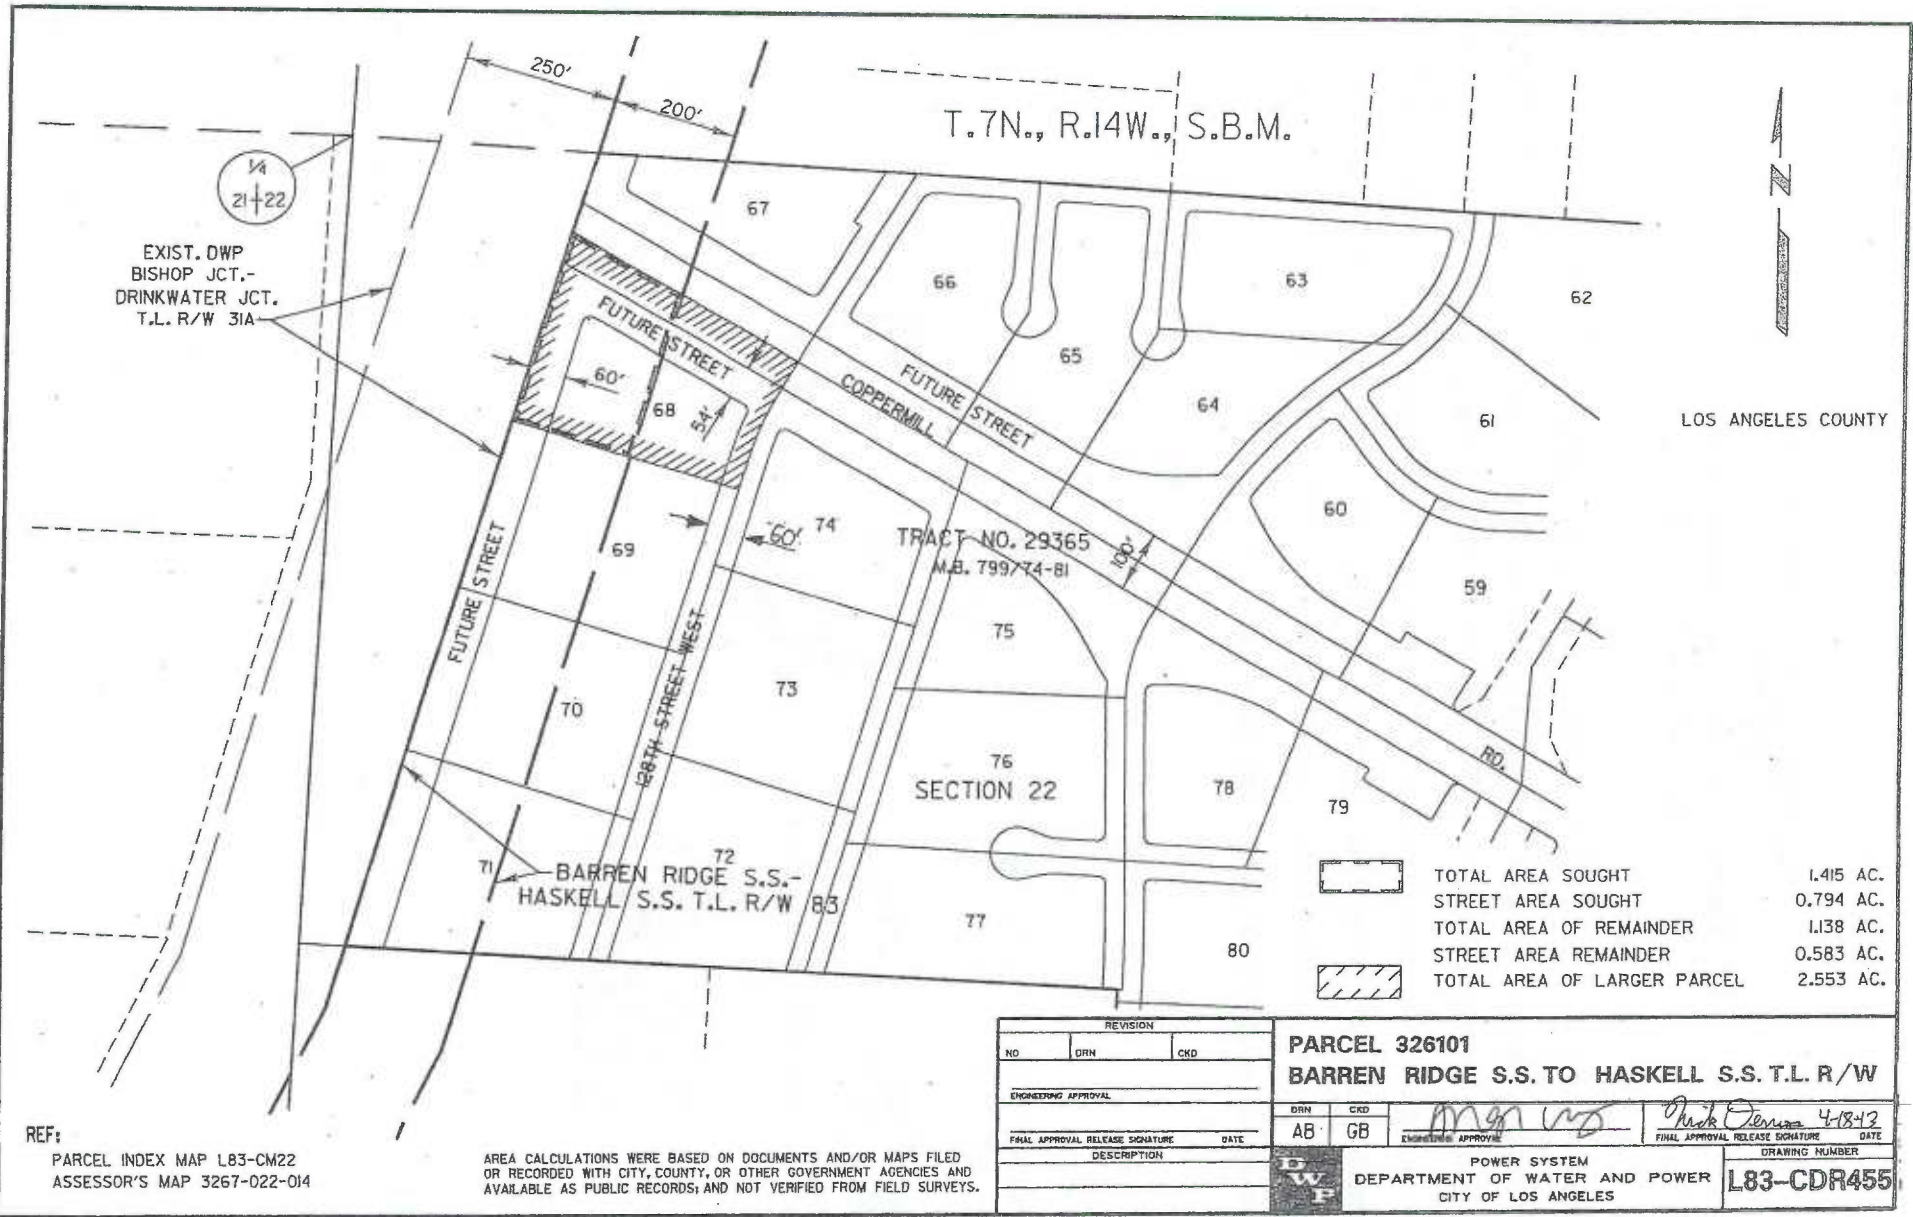 250'
200'
T.7N., R.14W., S.B.M.
N
1/4
21 22
EXIST. DWP
BISHOP JCT.-
DRINKWATER JCT.
T.L. R/W 31A
67
66
63
62
65
64
61
LOS ANGELES COUNTY
FUTURE STREET
60'
68
54'
FUTURE STREET
COPPERMILL
60
59
69
74
60'
TRACT NO. 29365
M.B. 799/74-81
100'
FUTURE STREET
75
128TH STREET WEST
73
70
76
SECTION 22
78
79
RD.
71
72
BARREN RIDGE S.S.-
HASKELL S.S. T.L. R/W
83
77
80
TOTAL AREA SOUGHT 1.415 AC.
STREET AREA SOUGHT 0.794 AC.
TOTAL AREA OF REMAINDER 1.138 AC.
STREET AREA REMAINDER 0.583 AC.
TOTAL AREA OF LARGER PARCEL 2.553 AC.
REVISION
NO DRN CKD
ENGINEERING APPROVAL
FINAL APPROVAL RELEASE SIGNATURE DATE
DESCRIPTION
PARCEL 326101
BARREN RIDGE S.S. TO HASKELL S.S. T.L. R/W
DRN CKD
AB GB
APPROVAL
FINAL APPROVAL RELEASE SIGNATURE DATE
DWP
POWER SYSTEM
DEPARTMENT OF WATER AND POWER
CITY OF LOS ANGELES
DRAWING NUMBER
L83-CDR455
REF:
PARCEL INDEX MAP L83-CM22
ASSESSOR'S MAP 3267-022-014
AREA CALCULATIONS WERE BASED ON DOCUMENTS AND/OR MAPS FILED
OR RECORDED WITH CITY, COUNTY, OR OTHER GOVERNMENT AGENCIES AND
AVAILABLE AS PUBLIC RECORDS; AND NOT VERIFIED FROM FIELD SURVEYS.